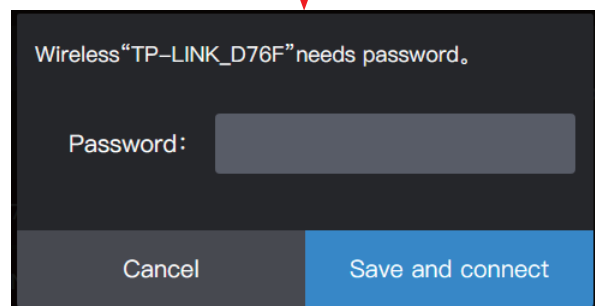 Wireless“TP-LINK_D76F”needs password。
Password：
Cancel
Save and connect